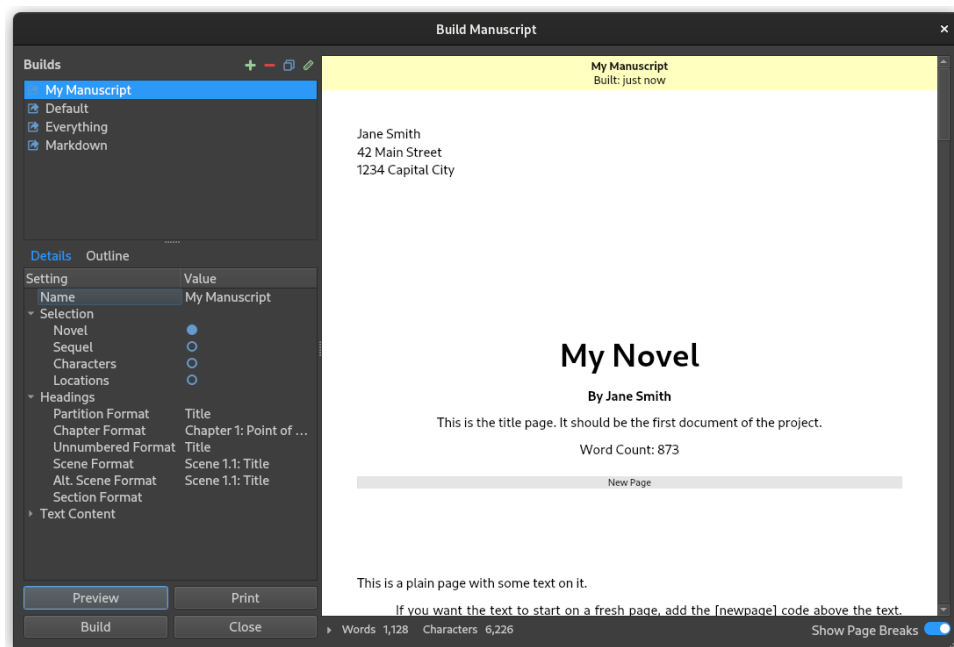 Build Manuscript
Builds
My Manuscript
Default
Everything
Markdown
Details Outline
Setting Value
Name My Manuscript
Selection
Novel
Sequel
Characters
Locations
Headings
Partition Format Title
Chapter Format Chapter 1: Point of ...
Unnumbered Format Title
Scene Format Scene 1.1: Title
Alt. Scene Format Scene 1.1: Title
Section Format
Text Content
Preview Print
Build Close
My Manuscript
Built: just now
Jane Smith
42 Main Street
1234 Capital City
My Novel
By Jane Smith
This is the title page. It should be the first document of the project.
Word Count: 873
New Page
This is a plain page with some text on it.
If you want the text to start on a fresh page, add the [newpage] code above the text.
Words 1,128 Characters 6,226
Show Page Breaks